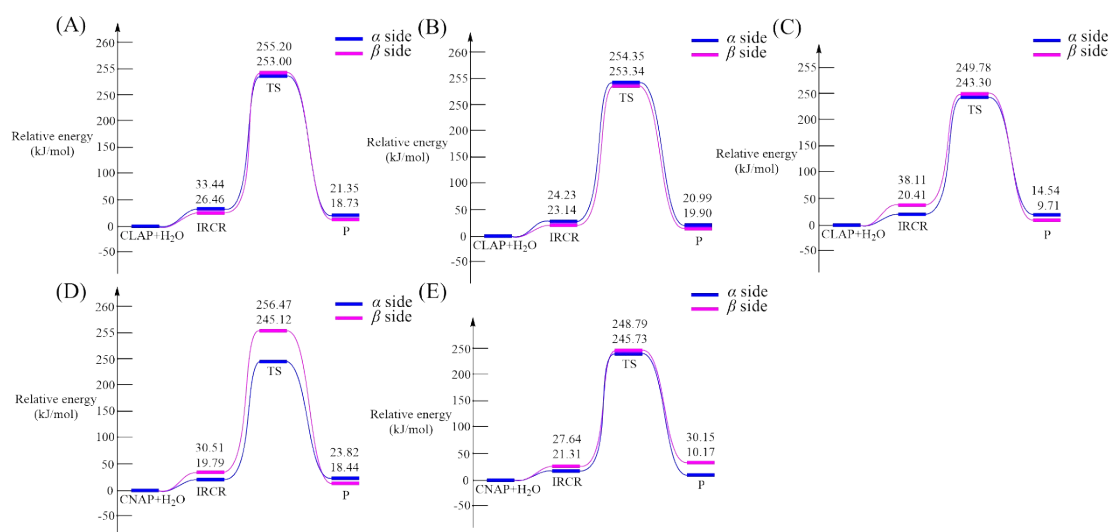 (A)
α side
β side
Relative energy
(kJ/mol)
260
255
250
200
150
100
50
0
-50
255.20
253.00
TS
33.44
26.46
IRCR
21.35
18.73
P
CLAP+H₂O
(B)
α side
β side
Relative energy
(kJ/mol)
260
255
250
200
150
100
50
0
-50
254.35
253.34
TS
24.23
23.14
IRCR
20.99
19.90
P
CLAP+H₂O
(C)
α side
β side
Relative energy
(kJ/mol)
255
250
200
150
100
50
0
-50
249.78
243.30
TS
38.11
20.41
IRCR
14.54
9.71
P
CLAP+H₂O
(D)
α side
β side
Relative energy
(kJ/mol)
260
255
250
200
150
100
50
0
-50
256.47
245.12
TS
30.51
19.79
IRCR
23.82
18.44
P
CNAP+H₂O
(E)
α side
β side
Relative energy
(kJ/mol)
250
200
150
100
50
0
-50
248.79
245.73
TS
27.64
21.31
IRCR
30.15
10.17
P
CNAP+H₂O